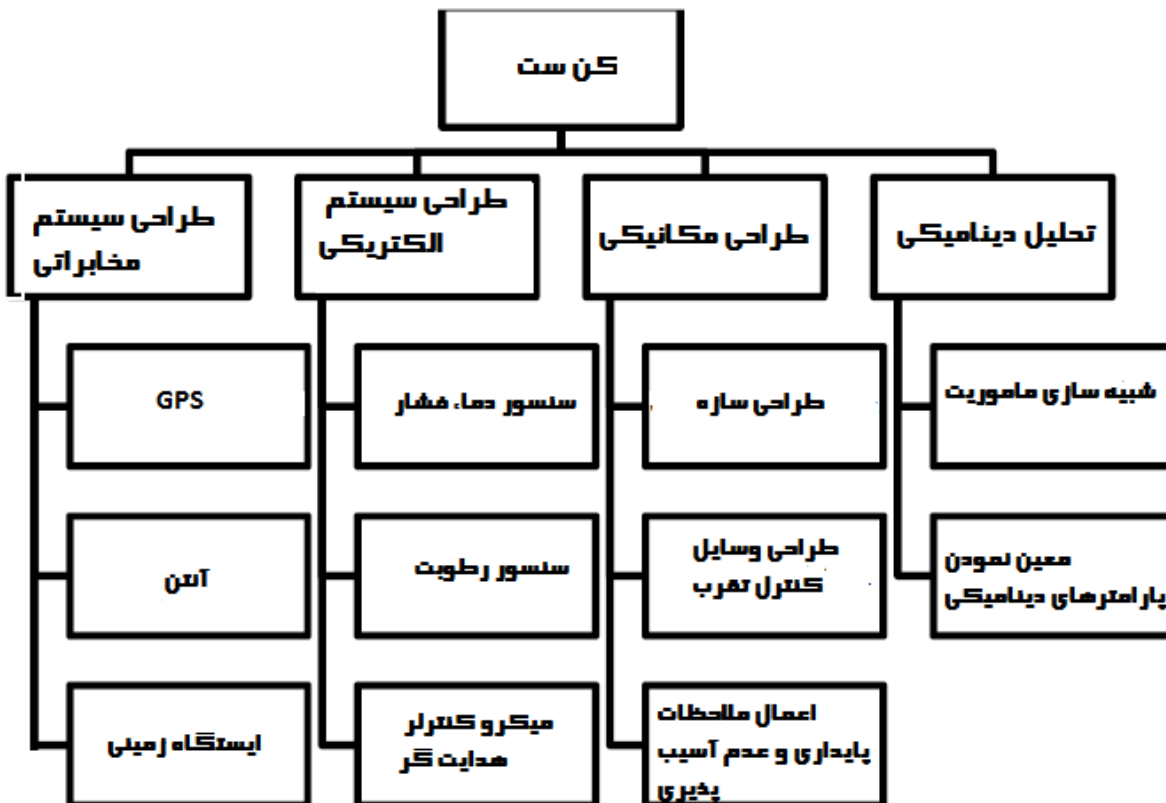 کن ست
تحلیل دینامیکی
شبیه سازی ماموریت
معین نمودن
پارامترهای دینامیکی
طراحی مکانیکی
طراحی سازه
طراحی وسایل
کنترل تقرب
اعمال ملاحظات
پایداری و عدم آسیب
پذیری
طراحی سیستم
الکتریکی
سنسور دما، فشار
سنسور رطوبت
میکرو کنترلر
هدایت گر
طراحی سیستم
مخابراتی
GPS
آنتن
ایستگاه زمینی